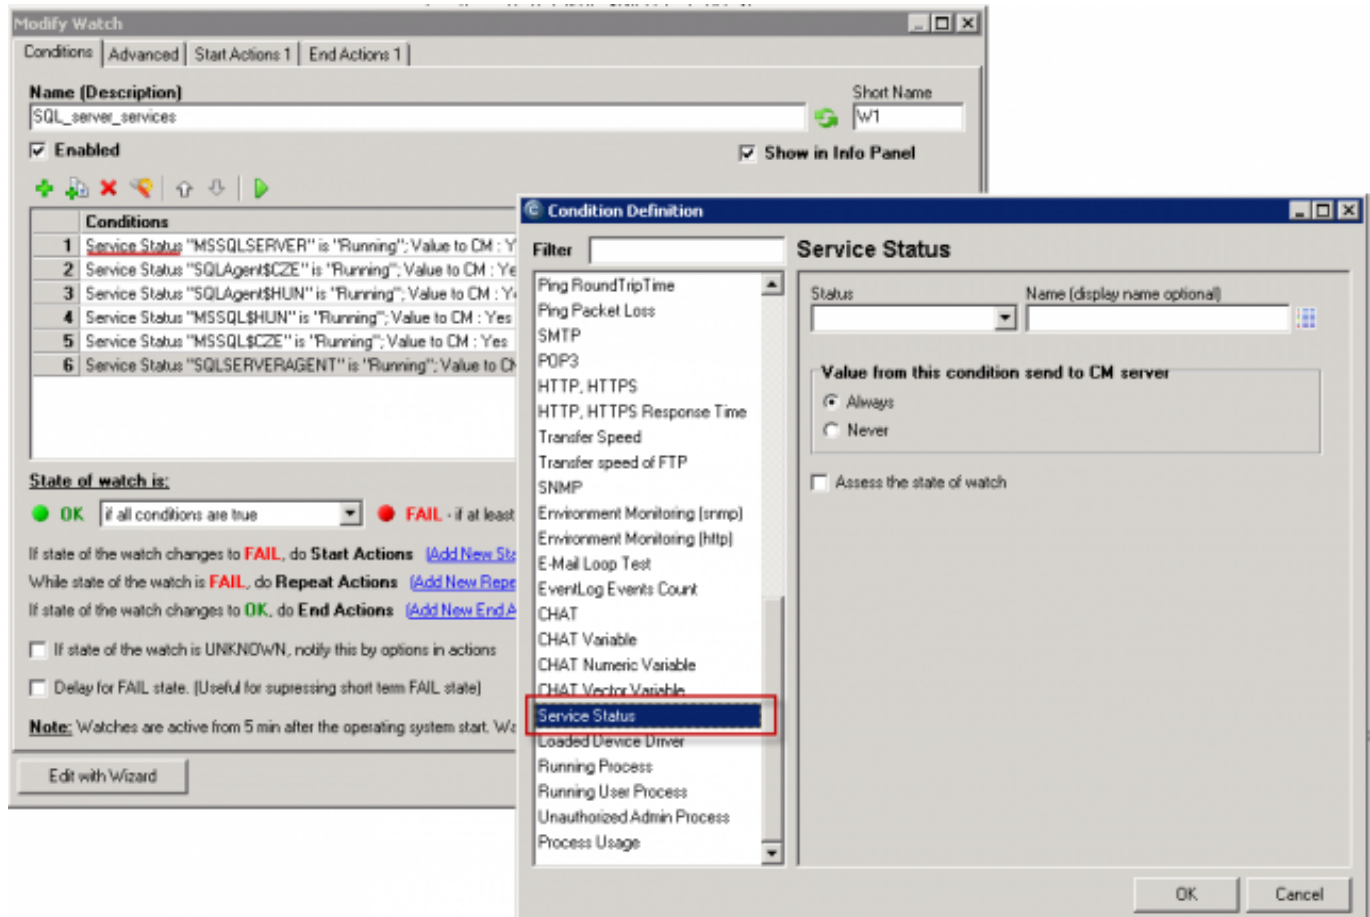 Modify Watch
Conditions Advanced Start Actions 1 End Actions 1
Name (Description) Short Name
SQL_server_services W1
Enabled Show in Info Panel
Conditions
1 Service Status "MSSQLSERVER" is "Running"; Value to CM : Y
2 Service Status "SQLAgent$CZE" is "Running"; Value to CM : Ye
3 Service Status "SQLAgent$HUN" is "Running"; Value to CM : Y
4 Service Status "MSSQL$HUN" is "Running"; Value to CM : Yes
5 Service Status "MSSQL$CZE" is "Running"; Value to CM : Yes
6 Service Status "SQLSERVERAGENT" is "Running"; Value to CM
State of watch is:
OK if all conditions are true FAIL - if at least
If state of the watch changes to FAIL, do Start Actions (Add New Sta
While state of the watch is FAIL, do Repeat Actions (Add New Repe
If state of the watch changes to OK, do End Actions (Add New End A
If state of the watch is UNKNOWN, notify this by options in actions
Delay for FAIL state. (Useful for supressing short term FAIL state)
Note: Watches are active from 5 min after the operating system start. Wa
Edit with Wizard
Condition Definition
Filter
Ping RoundTripTime
Ping Packet Loss
SMTP
POP3
HTTP, HTTPS
HTTP, HTTPS Response Time
Transfer Speed
Transfer speed of FTP
SNMP
Environment Monitoring (snmp)
Environment Monitoring (http)
E-Mail Loop Test
EventLog Events Count
CHAT
CHAT Variable
CHAT Numeric Variable
CHAT Vector Variable
Service Status
Loaded Device Driver
Running Process
Running User Process
Unauthorized Admin Process
Process Usage
Service Status
Status Name (display name optional)
Value from this condition send to CM server
Always
Never
Assess the state of watch
OK Cancel